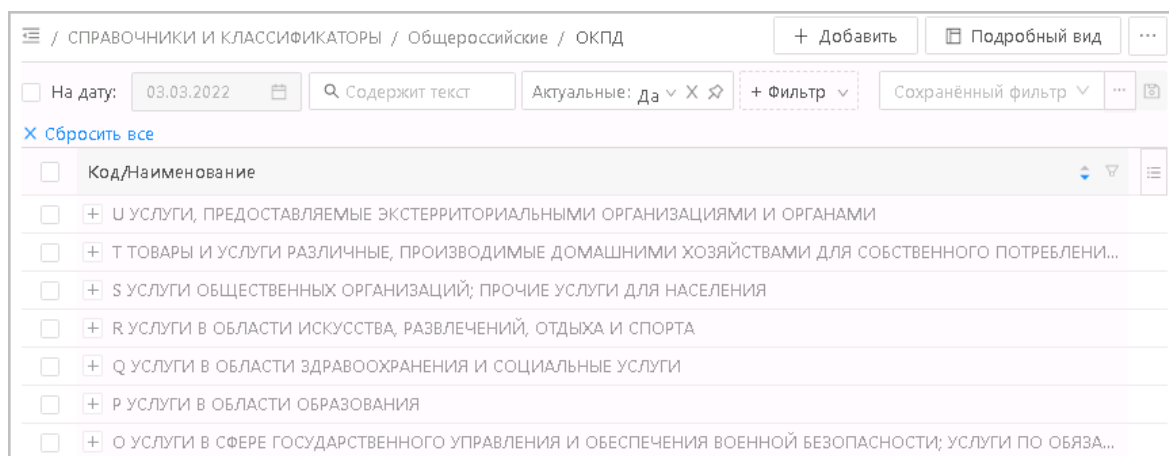 / СПРАВОЧНИКИ И КЛАССИФИКАТОРЫ / Общероссийские / ОКПД + Добавить Подробный вид ...
На дату: 03.03.2022 Содержит текст Актуальные: Да + Фильтр Сохранённый фильтр ...
Сбросить все
Код/Наименование
U УСЛУГИ, ПРЕДОСТАВЛЯЕМЫЕ ЭКСТЕРРИТОРИАЛЬНЫМИ ОРГАНИЗАЦИЯМИ И ОРГАНАМИ
T ТОВАРЫ И УСЛУГИ РАЗЛИЧНЫЕ, ПРОИЗВОДИМЫЕ ДОМАШНИМИ ХОЗЯЙСТВАМИ ДЛЯ СОБСТВЕННОГО ПОТРЕБЛЕНИ...
S УСЛУГИ ОБЩЕСТВЕННЫХ ОРГАНИЗАЦИЙ; ПРОЧИЕ УСЛУГИ ДЛЯ НАСЕЛЕНИЯ
R УСЛУГИ В ОБЛАСТИ ИСКУССТВА, РАЗВЛЕЧЕНИЙ, ОТДЫХА И СПОРТА
Q УСЛУГИ В ОБЛАСТИ ЗДРАВООХРАНЕНИЯ И СОЦИАЛЬНЫЕ УСЛУГИ
P УСЛУГИ В ОБЛАСТИ ОБРАЗОВАНИЯ
O УСЛУГИ В СФЕРЕ ГОСУДАРСТВЕННОГО УПРАВЛЕНИЯ И ОБЕСПЕЧЕНИЯ ВОЕННОЙ БЕЗОПАСНОСТИ; УСЛУГИ ПО ОБЯЗА...